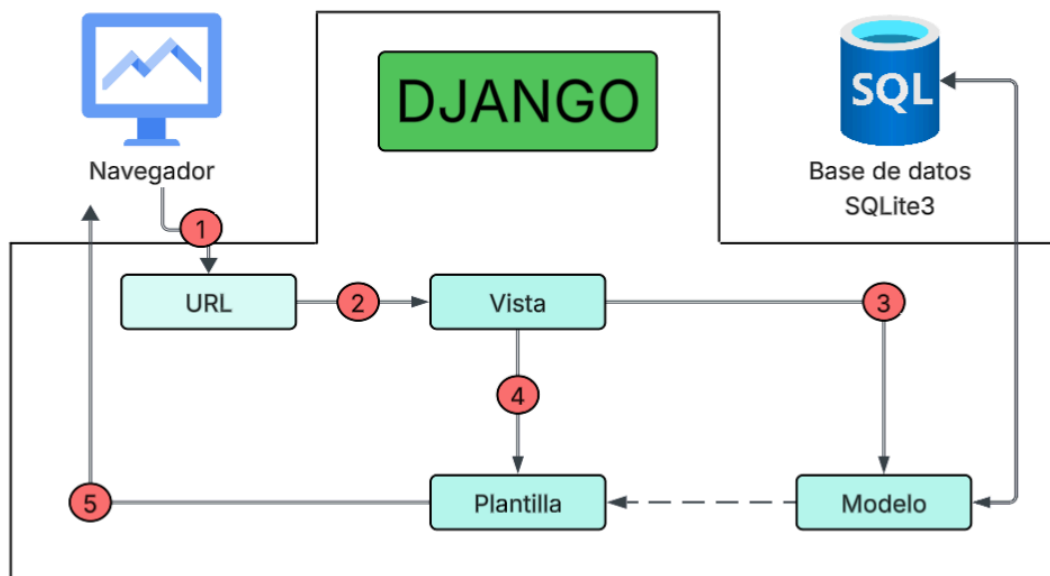 DJANGO
SQL
Navegador
Base de datos
SQLite3
1
URL
2
Vista
3
4
5
Plantilla
Modelo